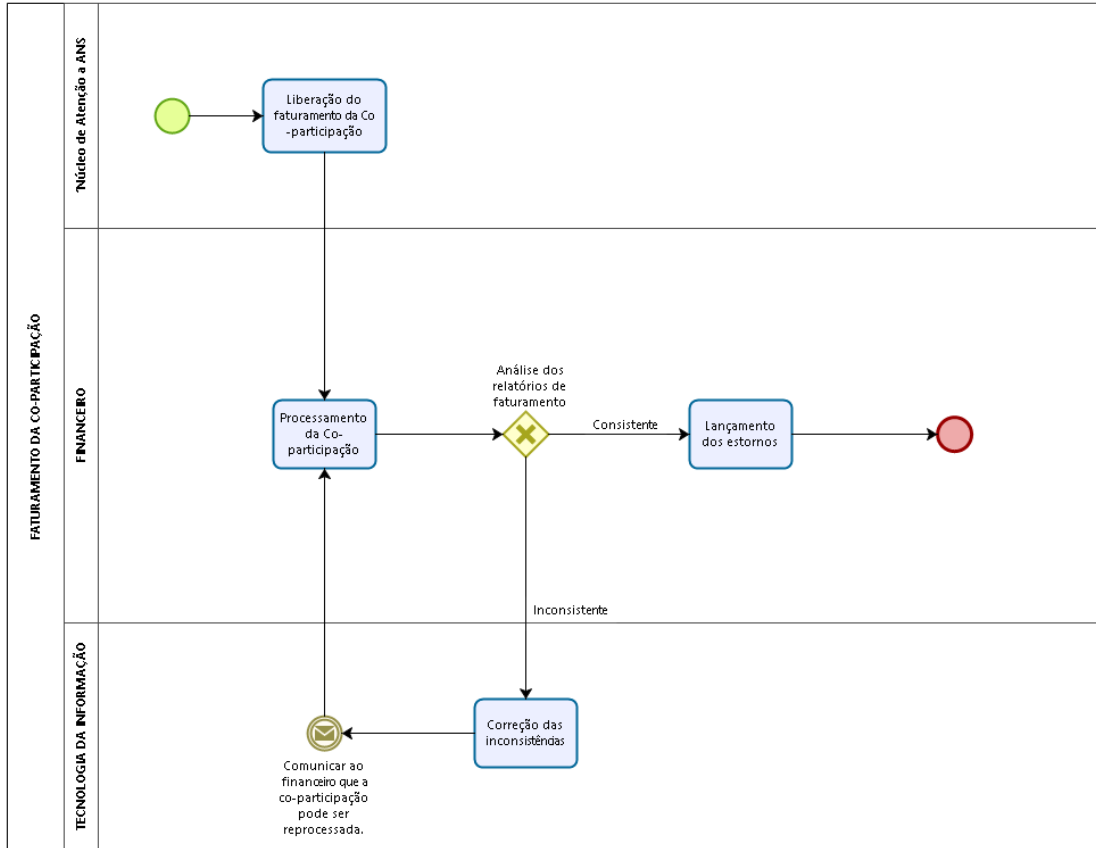 FATURAMENTO DA CO-PARTICIPAÇÃO
Núcleo de Atenção a ANS
Liberação do
faturamento da Co
-participação
FINANCEIRO
Processamento
da Co-
participação
Análise dos
relatórios de
faturamento
Consistente
Lançamento
dos estornos
Inconsistente
TECNOLOGIA DA INFORMAÇÃO
Correção das
inconsistências
Comunicar ao
financeiro que a
co-participação
pode ser
reprocessada.